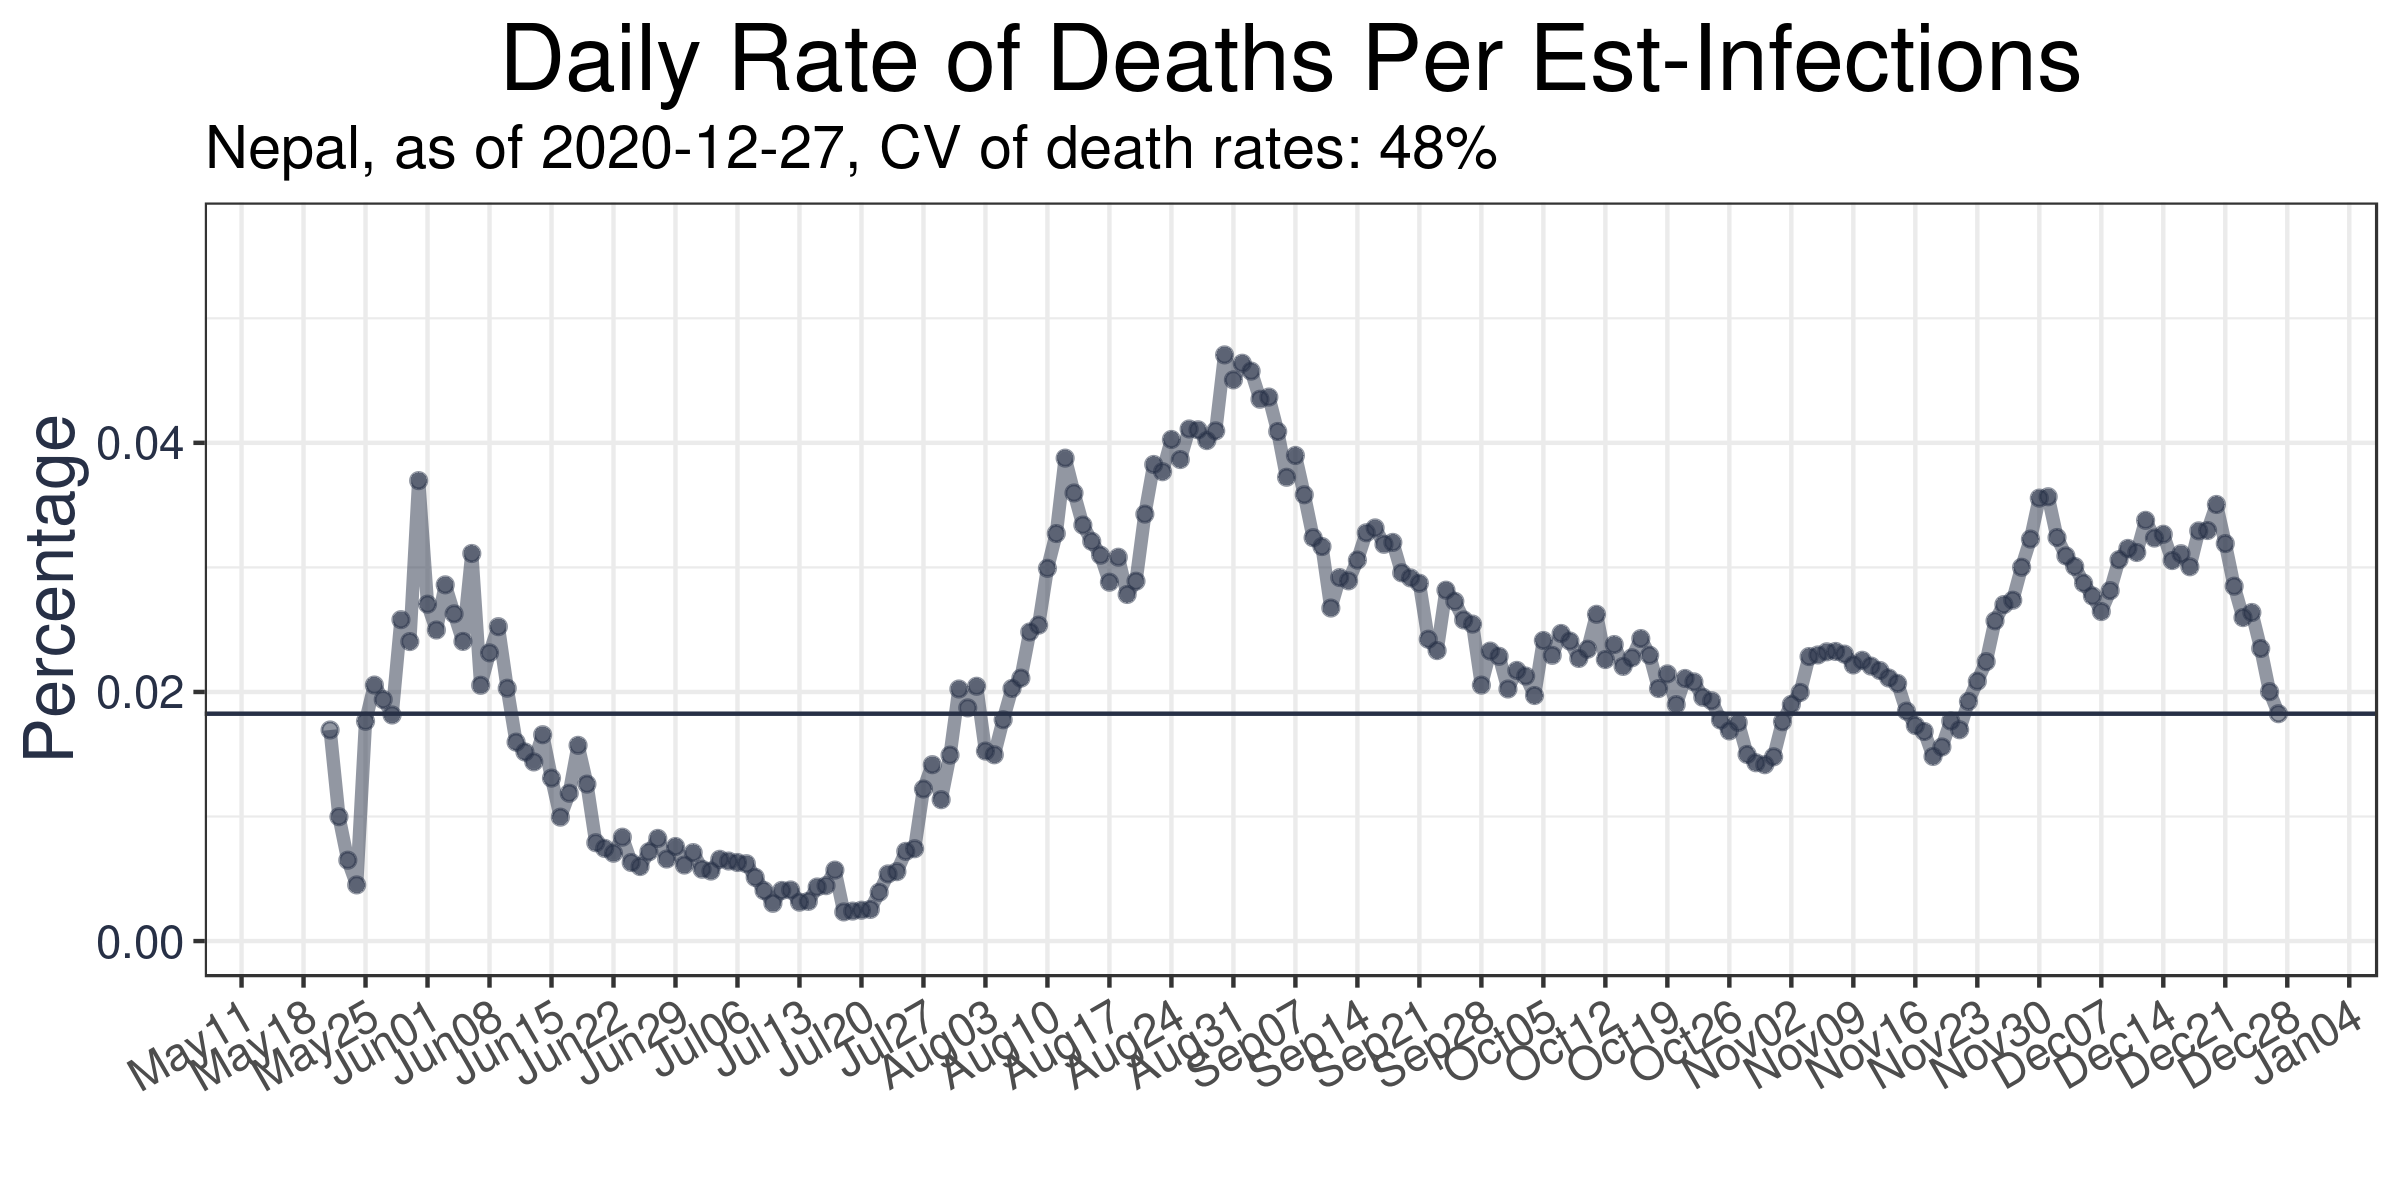 Daily Rate of Deaths Per Est-Infections
Nepal, as of 2020-12-27, CV of death rates: 48%
Percentage
0.04
0.02
0.00
May11
May18
May25
Jun01
Jun08
Jun15
Jun22
Jun29
Jul06
Jul13
Jul20
Jul27
Aug03
Aug10
Aug17
Aug24
Aug31
Sep07
Sep14
Sep21
Sep28
Oct05
Oct12
Oct19
Oct26
Nov02
Nov09
Nov16
Nov23
Nov30
Dec07
Dec14
Dec21
Dec28
Jan04